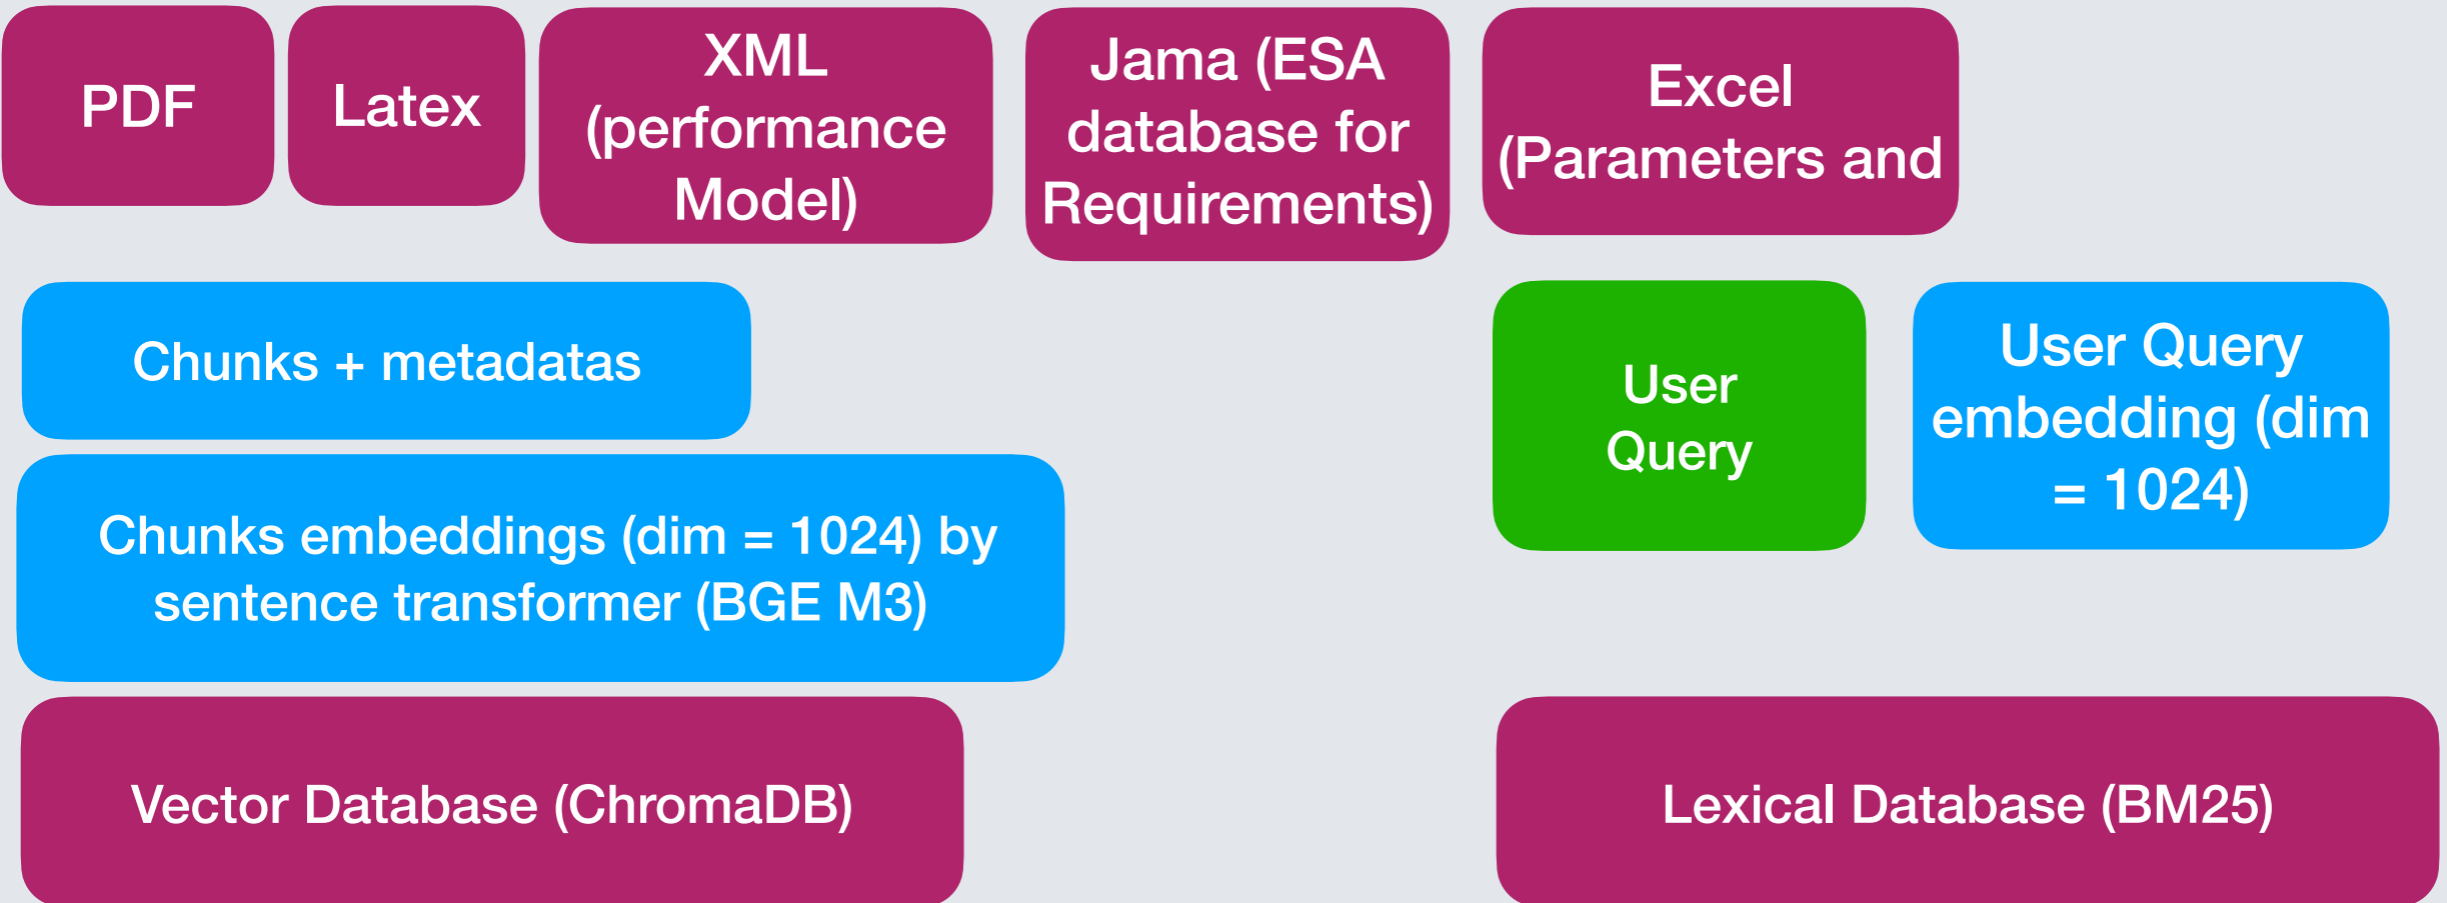 PDF
Latex
XML
(performance
Model)
Jama (ESA
database for
Requirements)
Excel
(Parameters and
Chunks + metadatas
User
Query
User Query
embedding (dim
= 1024)
Chunks embeddings (dim = 1024) by
sentence transformer (BGE M3)
Vector Database (ChromaDB)
Lexical Database (BM25)